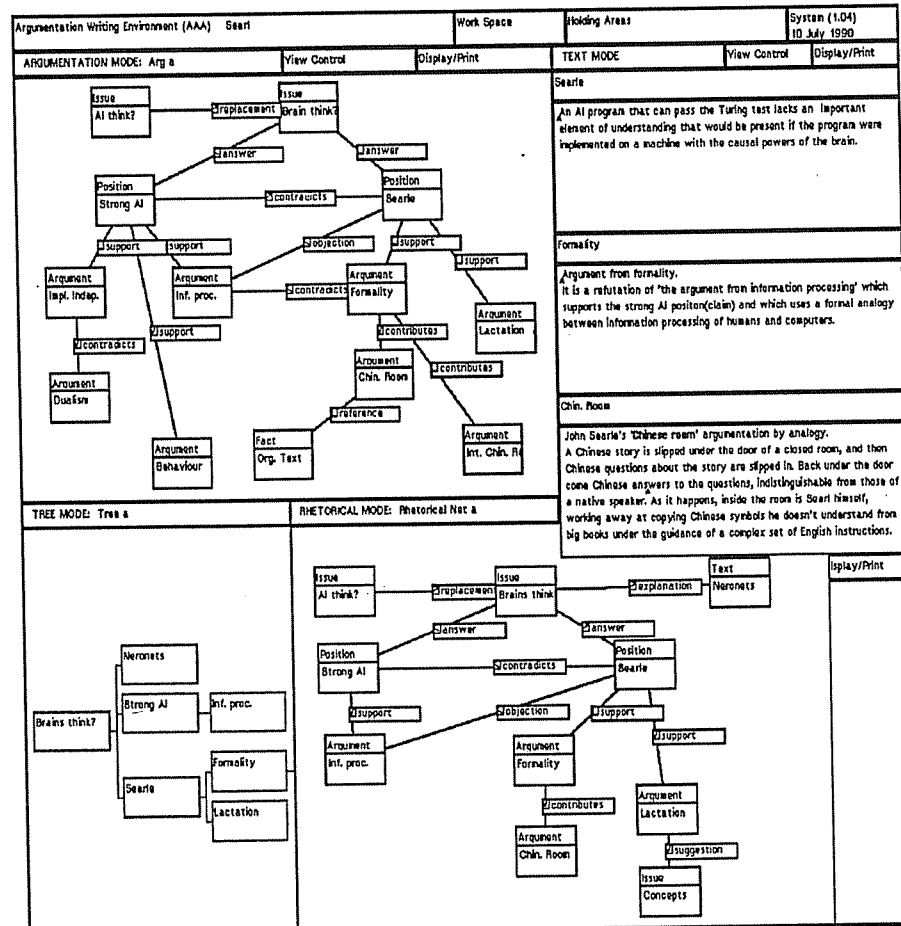 Argumentation Writing Environment (AAA) Searl
Work Space
Holding Areas
System (1.04)
10 July 1990
ARGUMENTATION MODE: Arg a
View Control
Display/Print
TEXT MODE
View Control
Display/Print
Issue
AI think?
replacement
Issue
Brain think?
answer
answer
Position
Strong AI
contradicts
Position
Searle
support
support
objection
support
support
Argument
Impl. Indep.
Argument
Inf. proc.
contradicts
Argument
Formality
Argument
Lactation
contradicts
support
contributes
contributes
Argument
Dualism
Argument
Chin. Room
reference
Argument
Behaviour
Fact
Org. Text
Argument
Int. Chin. R
Searle
An AI program that can pass the Turing test lacks an important
element of understanding that would be present if the program were
implemented on a machine with the causal powers of the brain.
Formality
Argument from formality.
It is a refutation of 'the argument from information processing' which
supports the strong AI positon(claim) and which uses a formal analogy
between information processing of humans and computers.
Chin. Room
John Searle's 'Chinese room' argumentation by analogy.
A Chinese story is slipped under the door of a closed room, and then
Chinese questions about the story are slipped in. Back under the door
come Chinese answers to the questions, indistinguishable from those of
a native speaker. As it happens, inside the room is Searl himself,
working away at copying Chinese symbols he doesn't understand from
big books under the guidance of a complex set of English instructions.
TREE MODE: Tree a
Brains think?
Neronets
Strong AI
Inf. proc.
Searle
Formality
Lactation
RHETORICAL MODE: Rhetorical Net a
isplay/Print
Issue
AI think?
replacement
Issue
Brains think
explanation
Text
Neronets
answer
answer
Position
Strong AI
contradicts
Position
Searle
support
objection
support
support
Argument
Inf. proc.
Argument
Formality
contributes
Argument
Lactation
Argument
Chin. Room
suggestion
Issue
Concepts